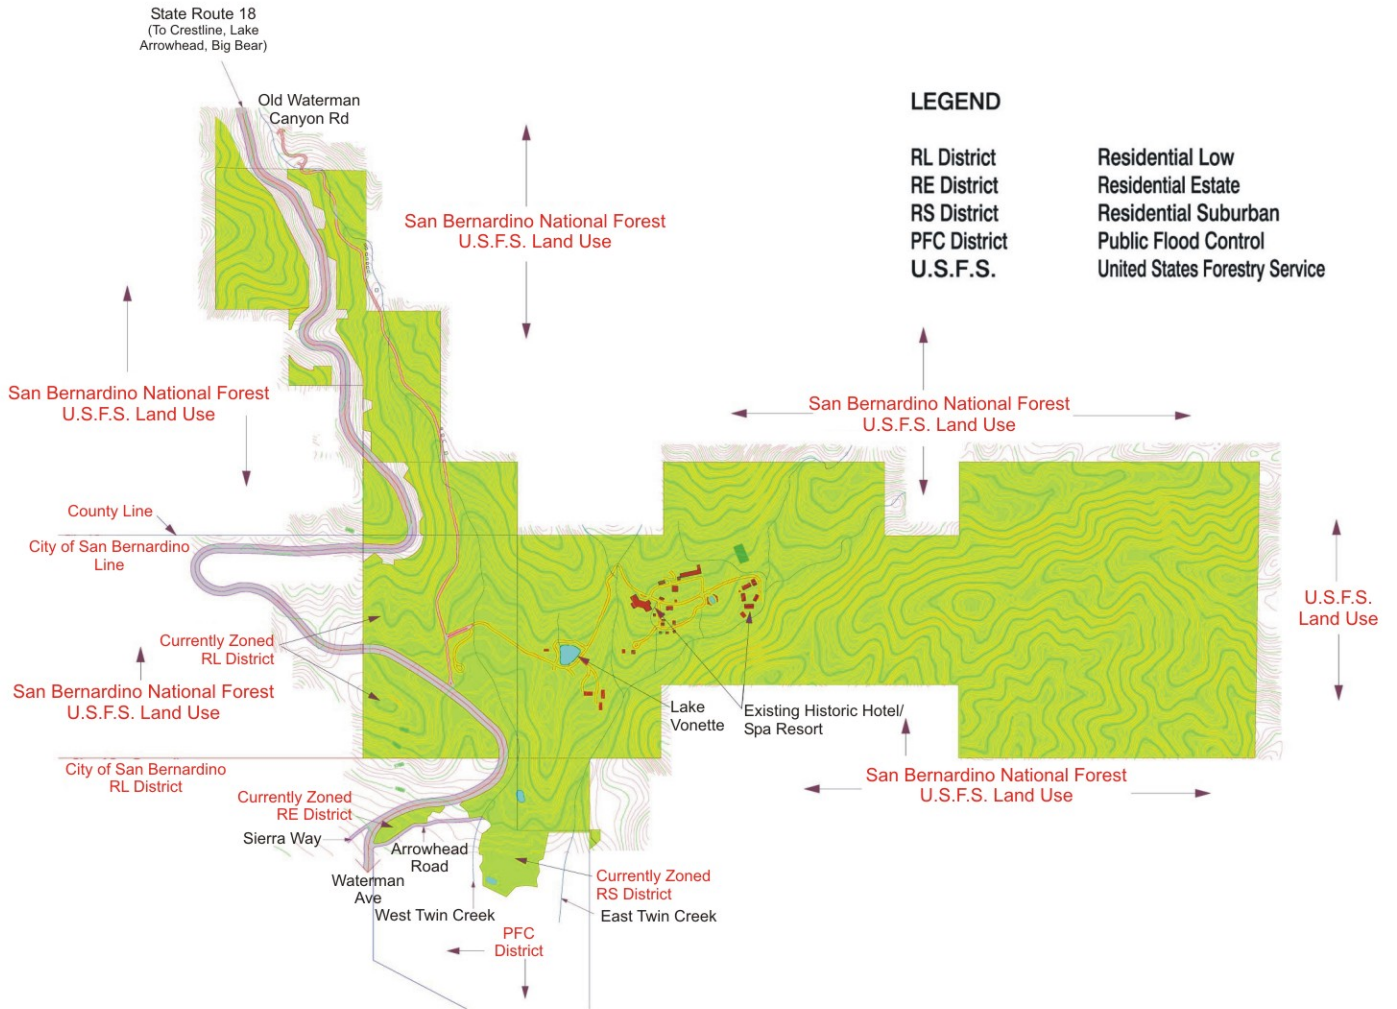 State Route 18
(To Crestline, Lake
Arrowhead, Big Bear)
Old Waterman
Canyon Rd
LEGEND
RL District Residential Low
RE District Residential Estate
RS District Residential Suburban
PFC District Public Flood Control
U.S.F.S. United States Forestry Service
San Bernardino National Forest
U.S.F.S. Land Use
San Bernardino National Forest
U.S.F.S. Land Use
San Bernardino National Forest
U.S.F.S. Land Use
County Line
City of San Bernardino
Line
U.S.F.S.
Land Use
Currently Zoned
RL District
San Bernardino National Forest
U.S.F.S. Land Use
Lake
Vonette
Existing Historic Hotel/
Spa Resort
City of San Bernardino
RL District
San Bernardino National Forest
U.S.F.S. Land Use
Currently Zoned
RE District
Sierra Way
Arrowhead
Road
Waterman
Ave
Currently Zoned
RS District
West Twin Creek
East Twin Creek
PFC
District